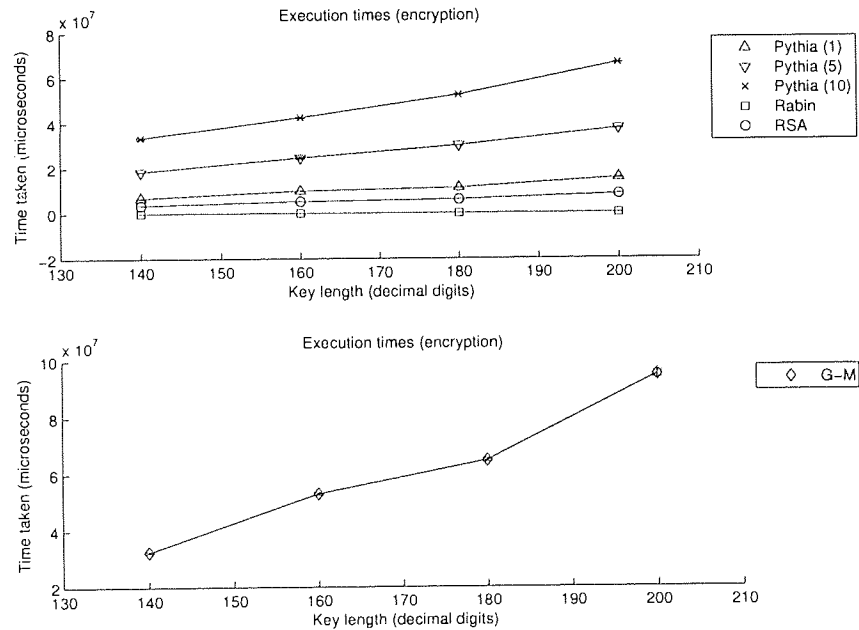 Execution times (encryption)
x 10^7
8
6
4
2
0
-2
Time taken (microseconds)
130 140 150 160 170 180 190 200 210
Key length (decimal digits)
Pythia (1)
Pythia (5)
Pythia (10)
Rabin
RSA
Execution times (encryption)
x 10^7
10
8
6
4
2
Time taken (microseconds)
130 140 150 160 170 180 190 200 210
Key length (decimal digits)
G-M